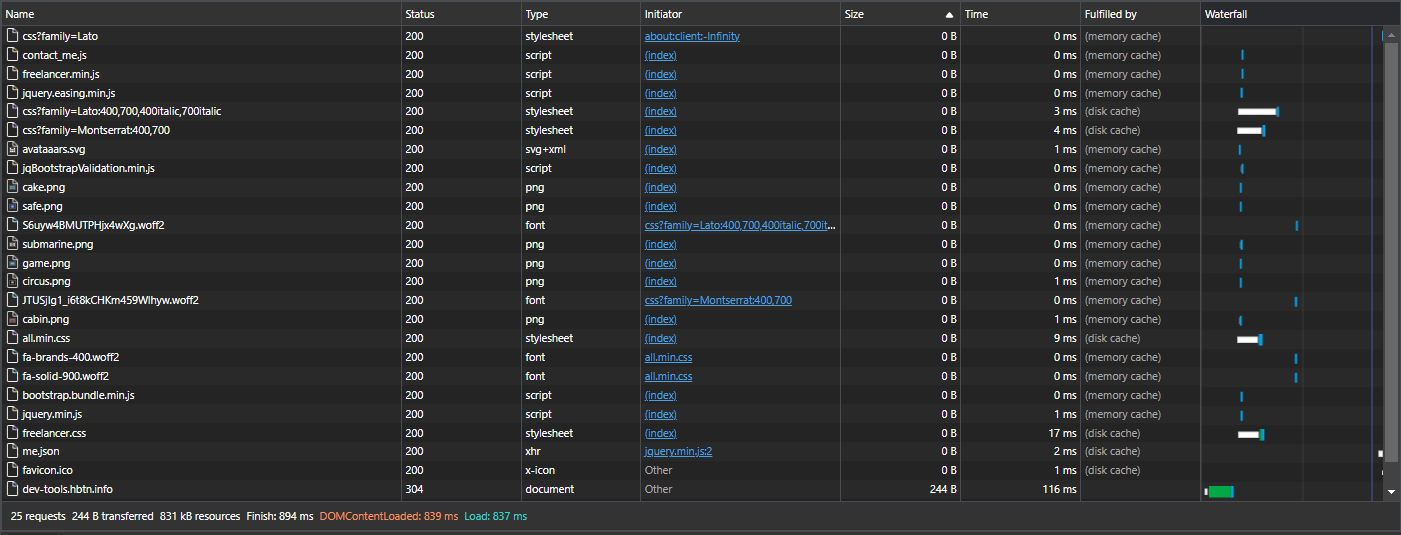 Name Status Type Initiator Size Time Fulfilled by Waterfall
css?family=Lato 200 stylesheet about:client:-Infinity 0 B 0 ms (memory cache)
contact_me.js 200 script (index) 0 B 0 ms (memory cache)
freelancer.min.js 200 script (index) 0 B 0 ms (memory cache)
jquery.easing.min.js 200 script (index) 0 B 0 ms (memory cache)
css?family=Lato:400,700,400italic,700italic 200 stylesheet (index) 0 B 3 ms (disk cache)
css?family=Montserrat:400,700 200 stylesheet (index) 0 B 4 ms (disk cache)
avataaars.svg 200 svg+xml (index) 0 B 1 ms (memory cache)
jqBootstrapValidation.min.js 200 script (index) 0 B 0 ms (memory cache)
cake.png 200 png (index) 0 B 0 ms (memory cache)
safe.png 200 png (index) 0 B 0 ms (memory cache)
S6uyw4BMUTPHjx4wXg.woff2 200 font css?family=Lato:400,700,400italic,700it... 0 B 0 ms (memory cache)
submarine.png 200 png (index) 0 B 0 ms (memory cache)
game.png 200 png (index) 0 B 0 ms (memory cache)
circus.png 200 png (index) 0 B 1 ms (memory cache)
JTUSjIg1_i6t8kCHKm459Wlhyw.woff2 200 font css?family=Montserrat:400,700 0 B 0 ms (memory cache)
cabin.png 200 png (index) 0 B 1 ms (memory cache)
all.min.css 200 stylesheet (index) 0 B 9 ms (disk cache)
fa-brands-400.woff2 200 font all.min.css 0 B 0 ms (memory cache)
fa-solid-900.woff2 200 font all.min.css 0 B 0 ms (memory cache)
bootstrap.bundle.min.js 200 script (index) 0 B 0 ms (memory cache)
jquery.min.js 200 script (index) 0 B 1 ms (memory cache)
freelancer.css 200 stylesheet (index) 0 B 17 ms (disk cache)
me.json 200 xhr jquery.min.js:2 0 B 2 ms (disk cache)
favicon.ico 200 x-icon Other 0 B 1 ms (disk cache)
dev-tools.hbtn.info 304 document Other 244 B 116 ms
25 requests 244 B transferred 831 kB resources Finish: 894 ms DOMContentLoaded: 839 ms Load: 837 ms